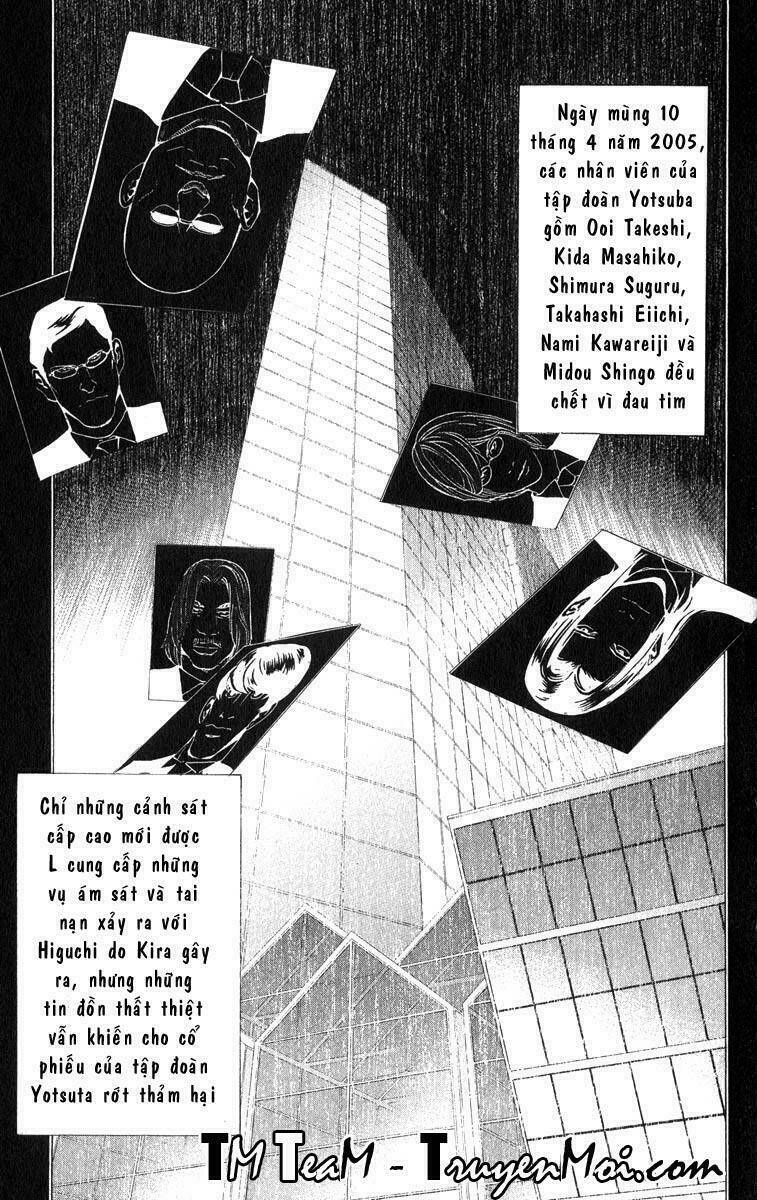 Ngày mùng 10
tháng 4 năm 2005,
các nhân viên của
tập đoàn Yotsuba
gồm Ooi Takeshi,
Kida Masahiko,
Shimura Suguru,
Takahashi Eiichi,
Nami Kawareiji và
Midou Shingo đều
chết vì đau tim
Chỉ những cảnh sát
cấp cao mới được
L cung cấp những
vụ ám sát và tai
nạn xảy ra với
Higuchi do Kira gây
ra, nhưng những
tin đồn thất thiệt
vẫn khiến cho cổ
phiếu của tập đoàn
Yotsuta rớt thảm hại
TM TeaM - TruyenMoi.com